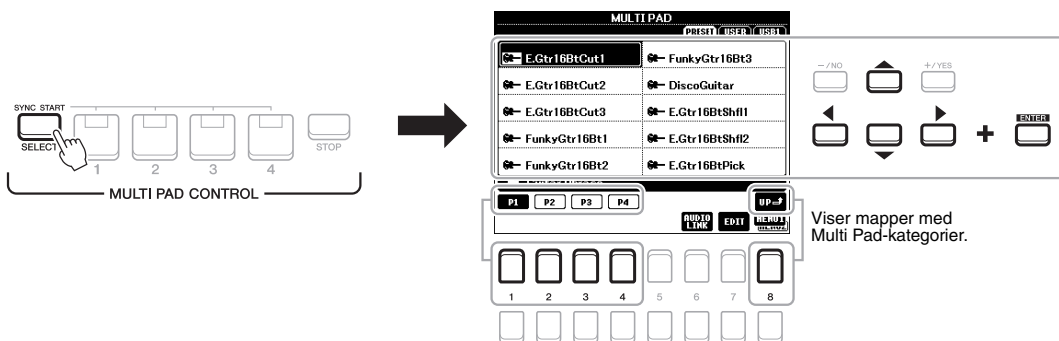 MULTI PAD
PRESET USER USB1
E.Gtr16BtCut1
FunkyGtr16Bt3
E.Gtr16BtCut2
DiscoGuitar
E.Gtr16BtCut3
E.Gtr16BtShfl1
FunkyGtr16Bt1
E.Gtr16BtShfl2
FunkyGtr16Bt2
E.Gtr16BtPick
P1 P2 P3 P4 UP
AUDIO LINK EDIT MENU1
MENU2
1 2 3 4 5 6 7 8
SYNC START
SELECT
1 2 3 4 STOP
MULTI PAD CONTROL
–/NO
+/YES
+
ENTER
Viser mapper med
Multi Pad-kategorier.